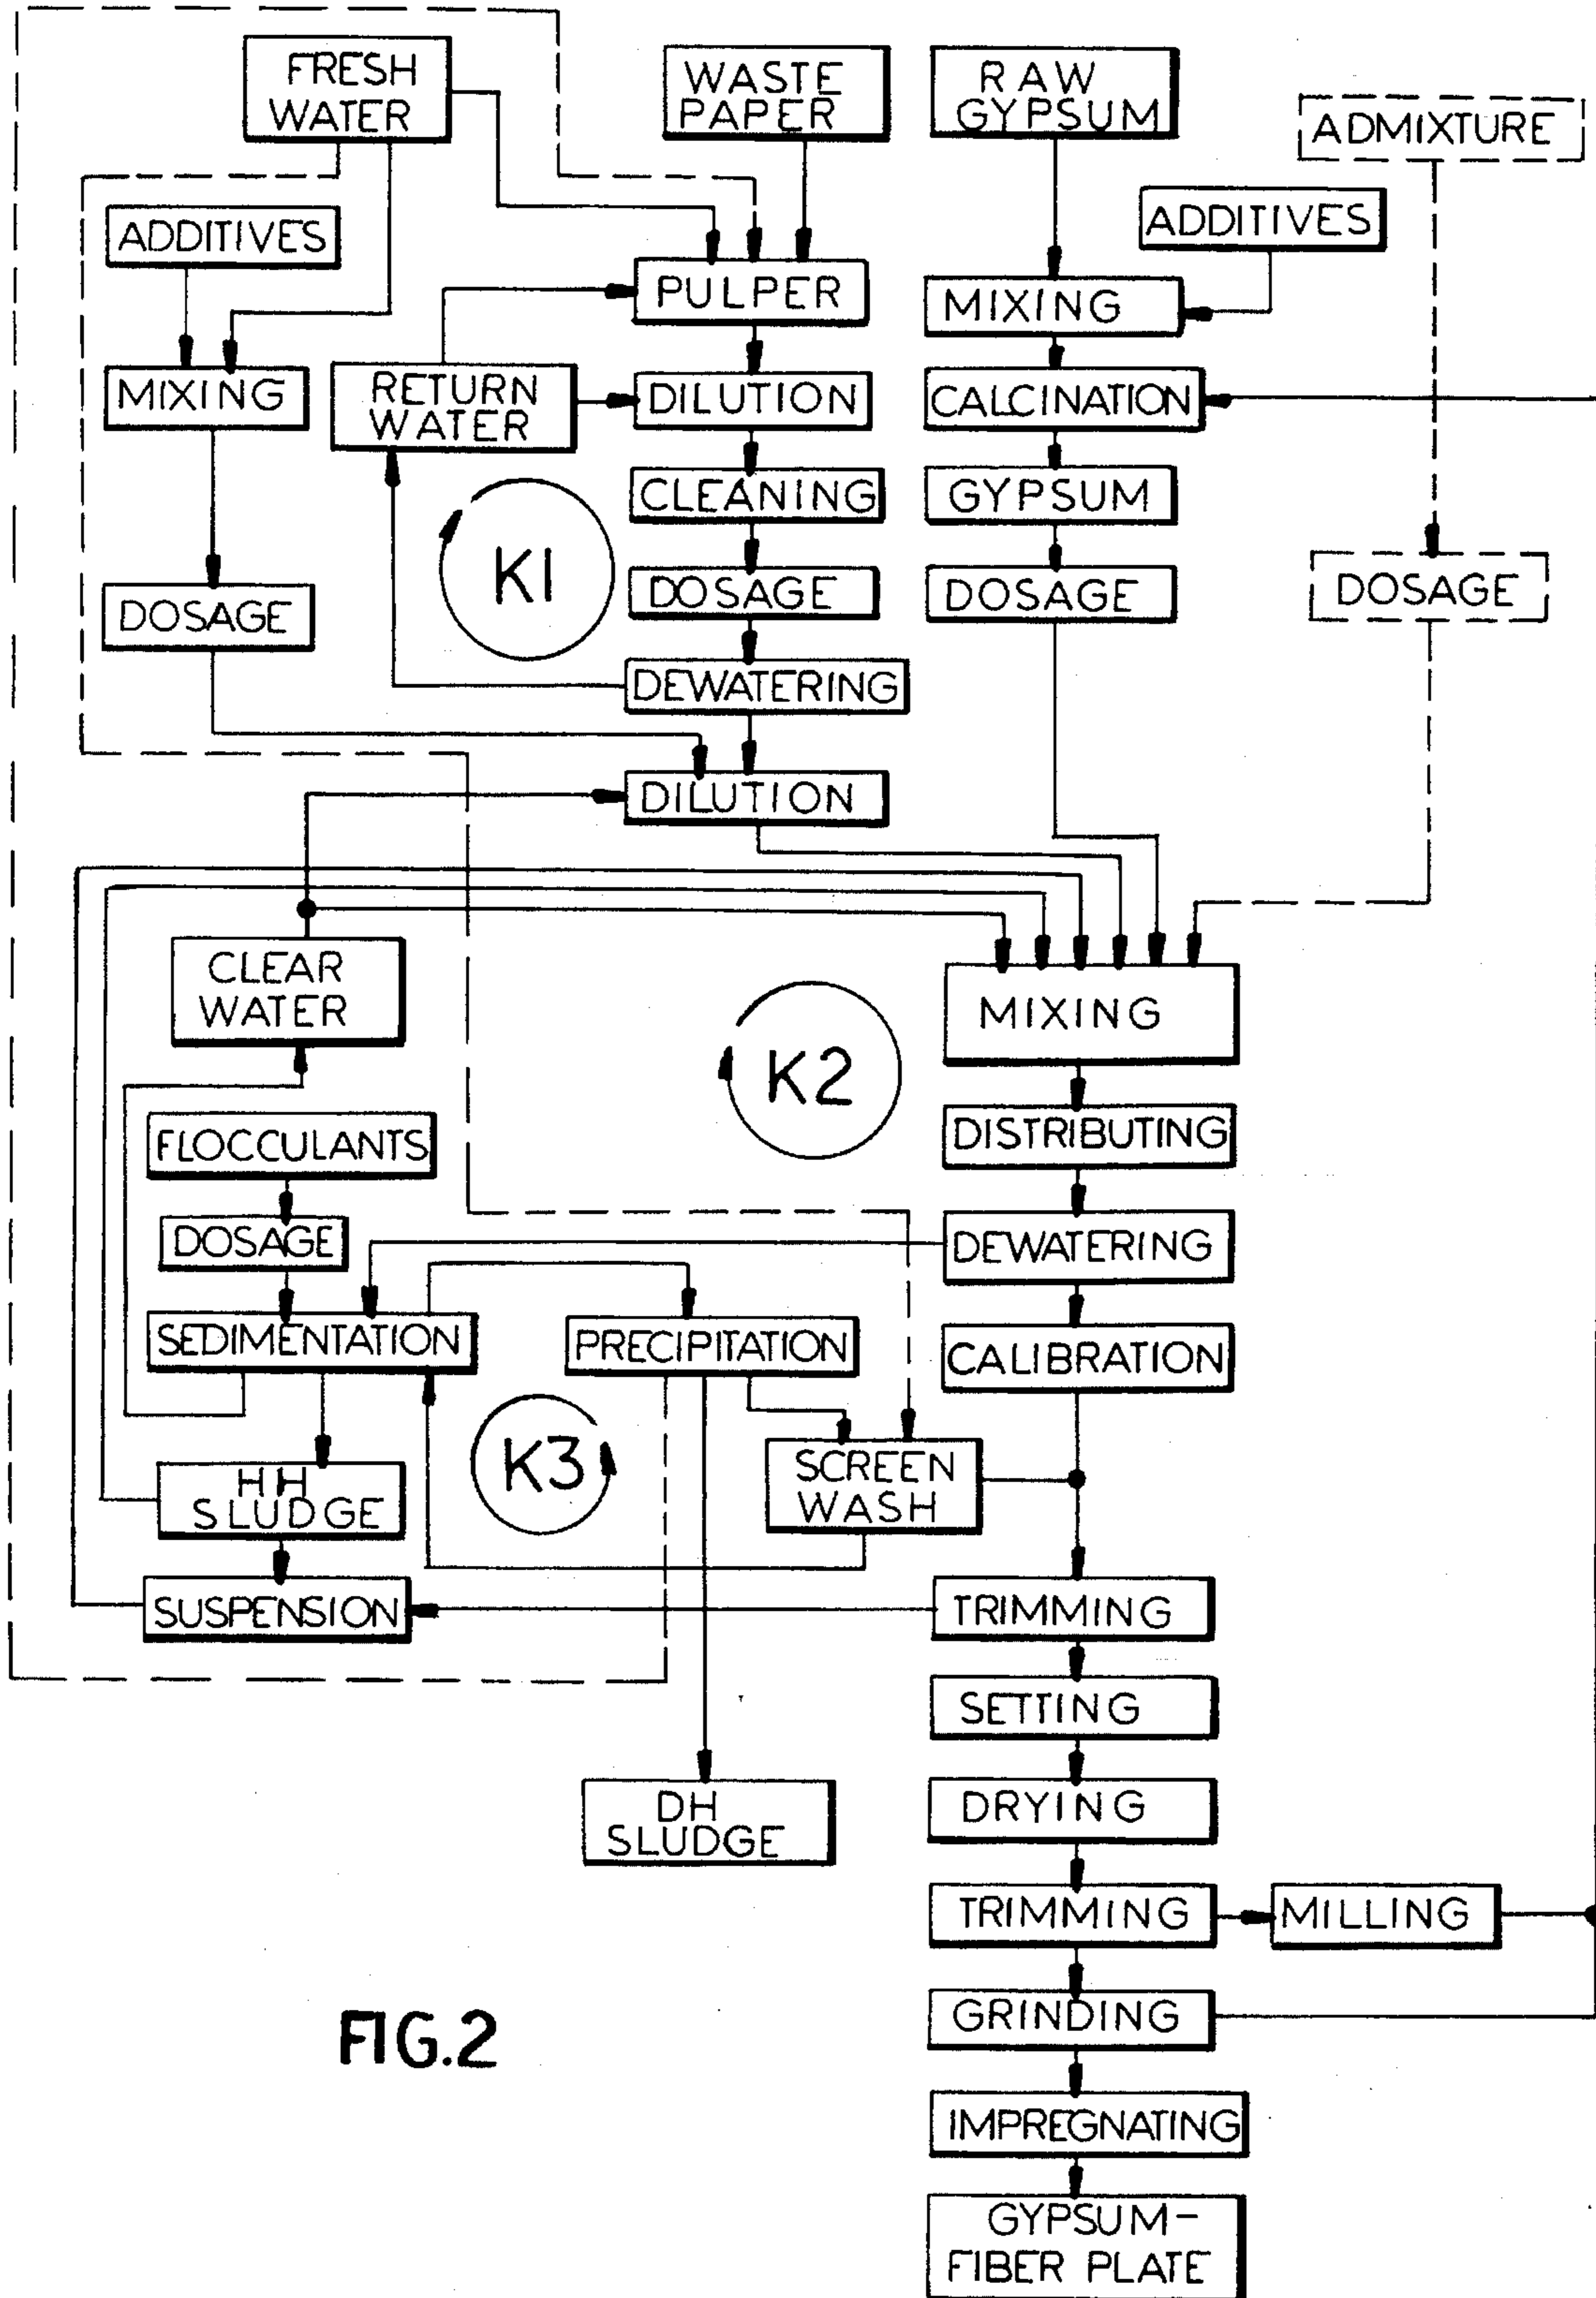 FRESH
WATER
WASTE
PAPER
RAW
GYPSUM
ADMIXTURE
ADDITIVES
ADDITIVES
PULPER
MIXING
MIXING
RETURN
WATER
DILUTION
CALCINATION
CLEANING
GYPSUM
K1
DOSAGE
DOSAGE
DOSAGE
DOSAGE
DEWATERING
DILUTION
CLEAR
WATER
MIXING
K2
FLOCCULANTS
DISTRIBUTING
DOSAGE
DEWATERING
SEDIMENTATION
PRECIPITATION
CALIBRATION
K3
SCREEN
WASH
HH
SLUDGE
SUSPENSION
TRIMMING
SETTING
DH
SLUDGE
DRYING
TRIMMING
MILLING
GRINDING
FIG.2
IMPREGNATING
GYPSUM-
FIBER PLATE